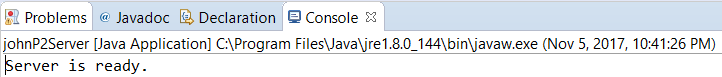 Problems @ Javadoc Declaration Console
johnP2Server [Java Application] C:\Program Files\Java\jre1.8.0_144\bin\javaw.exe (Nov 5, 2017, 10:41:26 PM)
Server is ready.